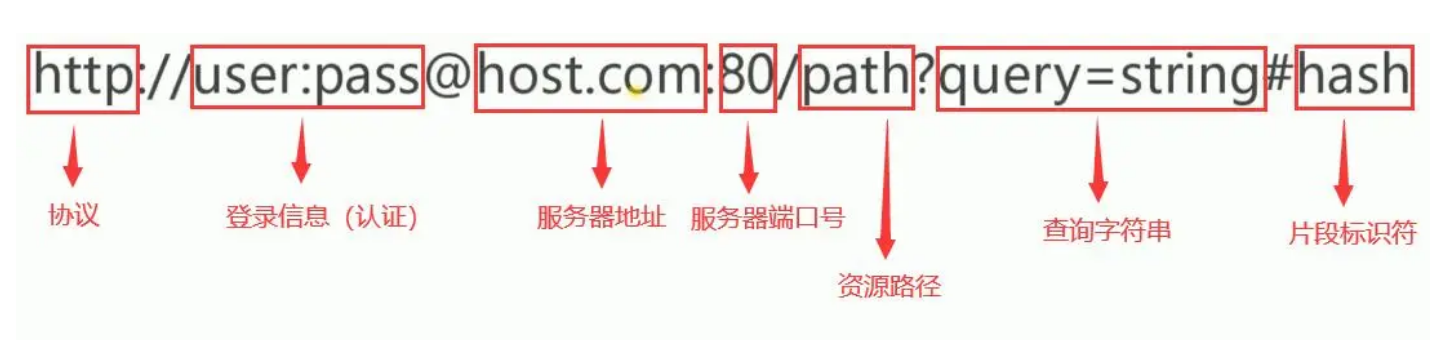 http://user:pass@host.com:80/path?query=string#hash
协议
登录信息（认证）
服务器地址
服务器端口号
资源路径
查询字符串
片段标识符